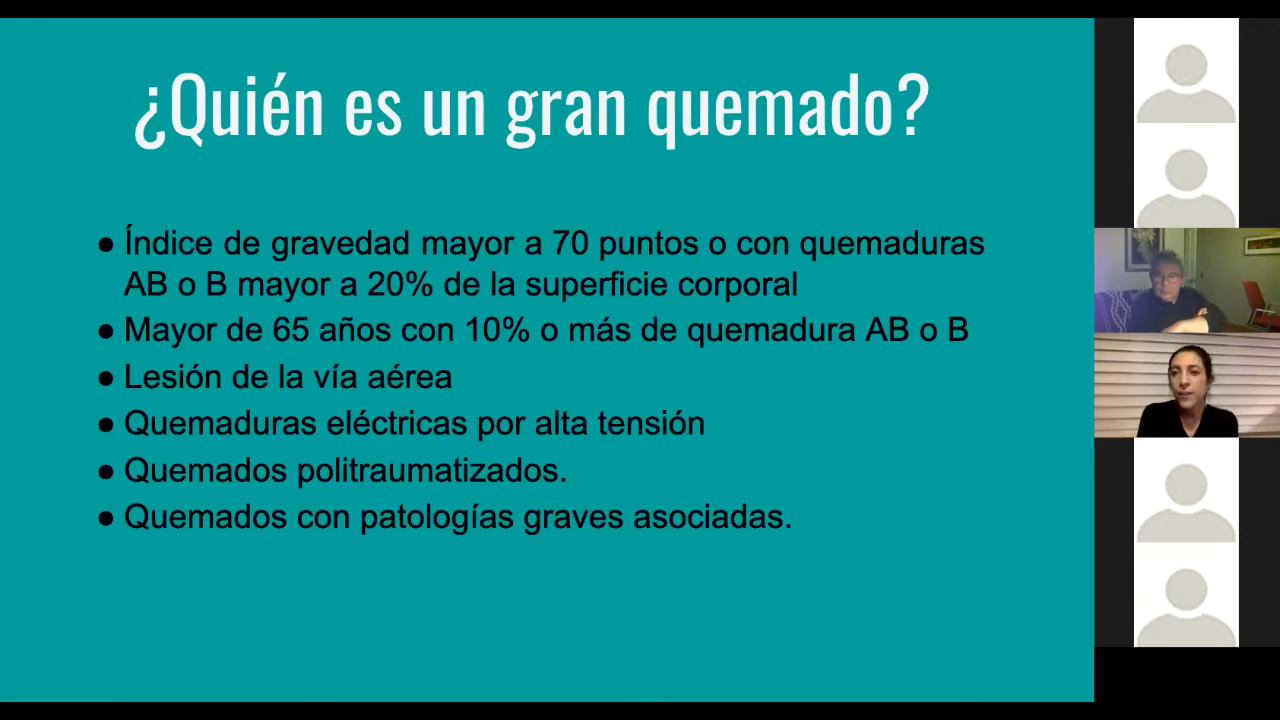 ¿Quién es un gran quemado?
● Índice de gravedad mayor a 70 puntos o con quemaduras
AB o B mayor a 20% de la superficie corporal
● Mayor de 65 años con 10% o más de quemadura AB o B
● Lesión de la vía aérea
● Quemaduras eléctricas por alta tensión
● Quemados politraumatizados.
● Quemados con patologías graves asociadas.